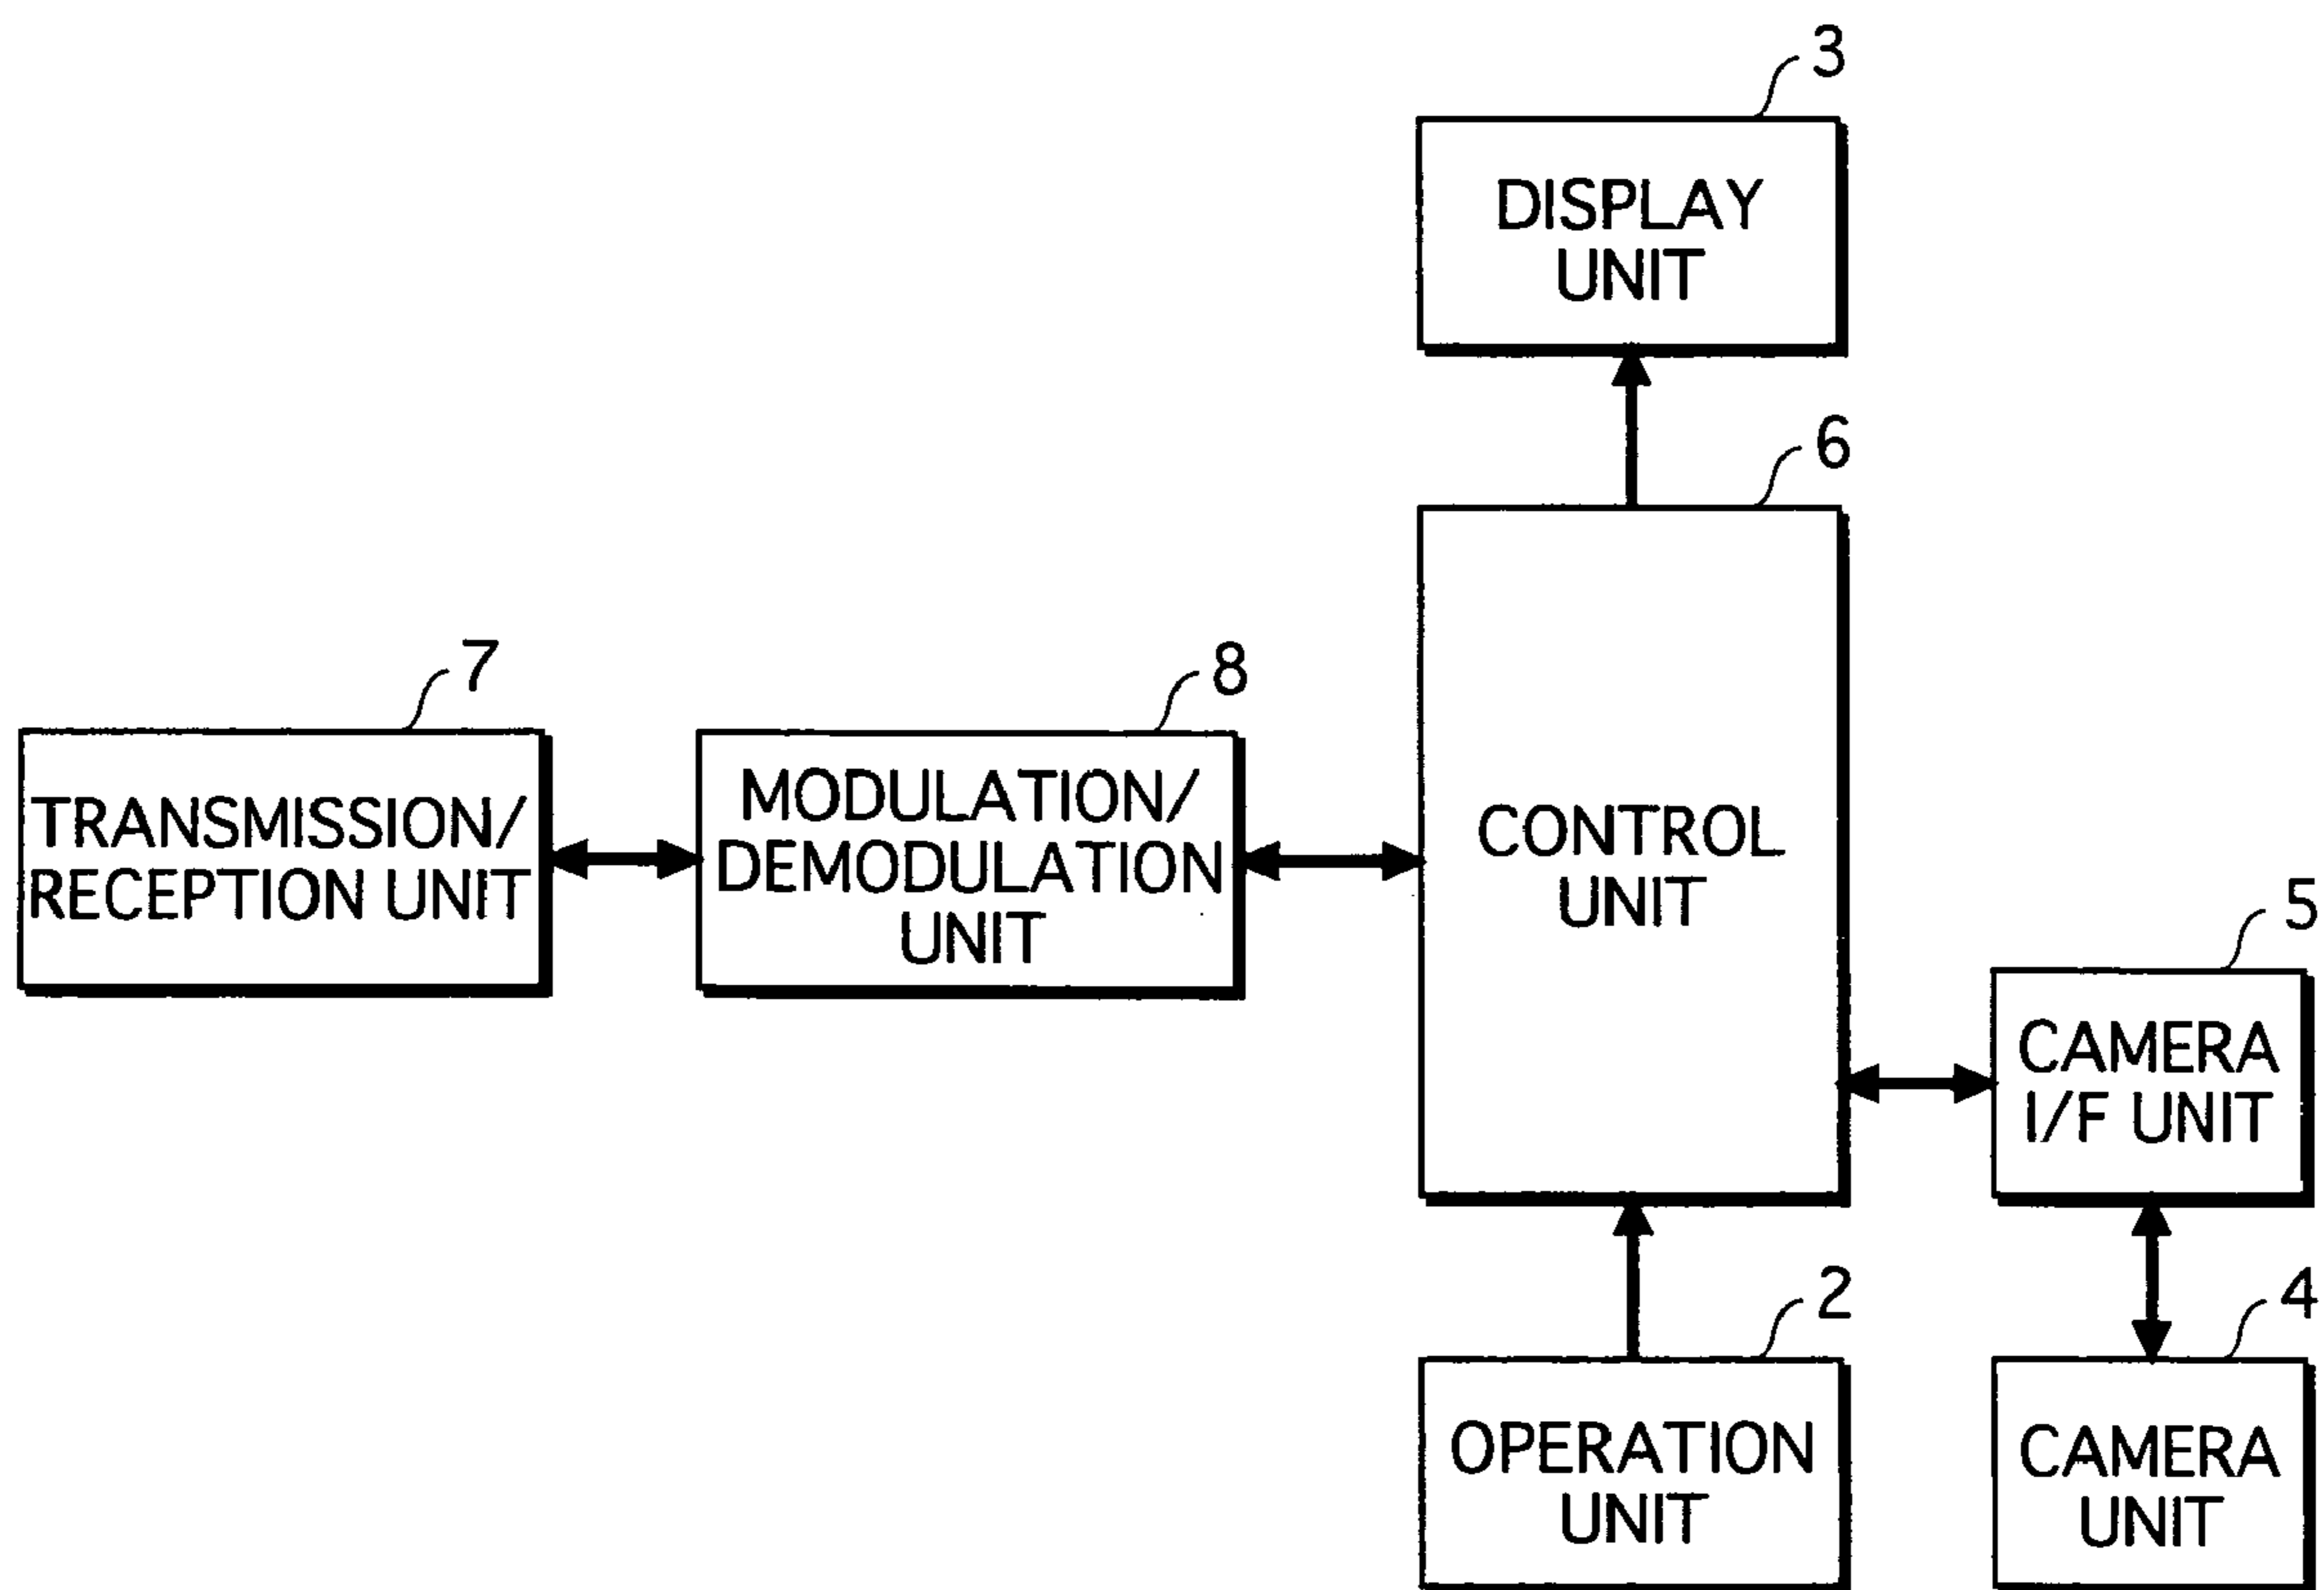 3
DISPLAY
UNIT
6
7
8
TRANSMISSION/
RECEPTION UNIT
MODULATION/
DEMODULATION
UNIT
CONTROL
UNIT
5
CAMERA
I/F UNIT
2
4
OPERATION
UNIT
CAMERA
UNIT